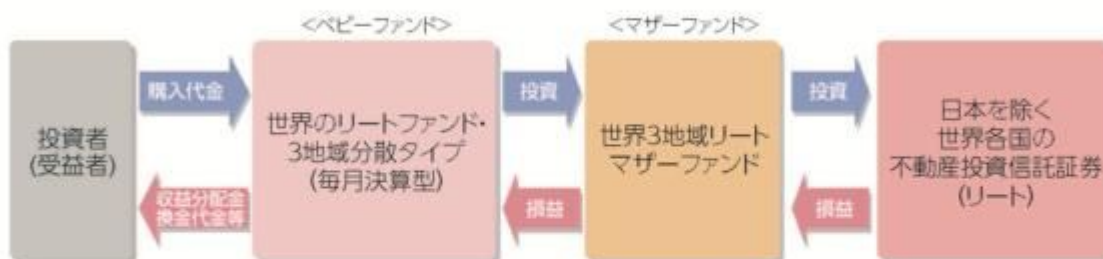 <ベビーファンド>
<マザーファンド>
投資者
(受益者)
購入代金
収益分配金
換金代金等
世界のリートファンド・
3地域分散タイプ
(毎月決算型)
投資
損益
世界3地域リート
マザーファンド
投資
損益
日本を除く
世界各国の
不動産投資信託証券
(リート)